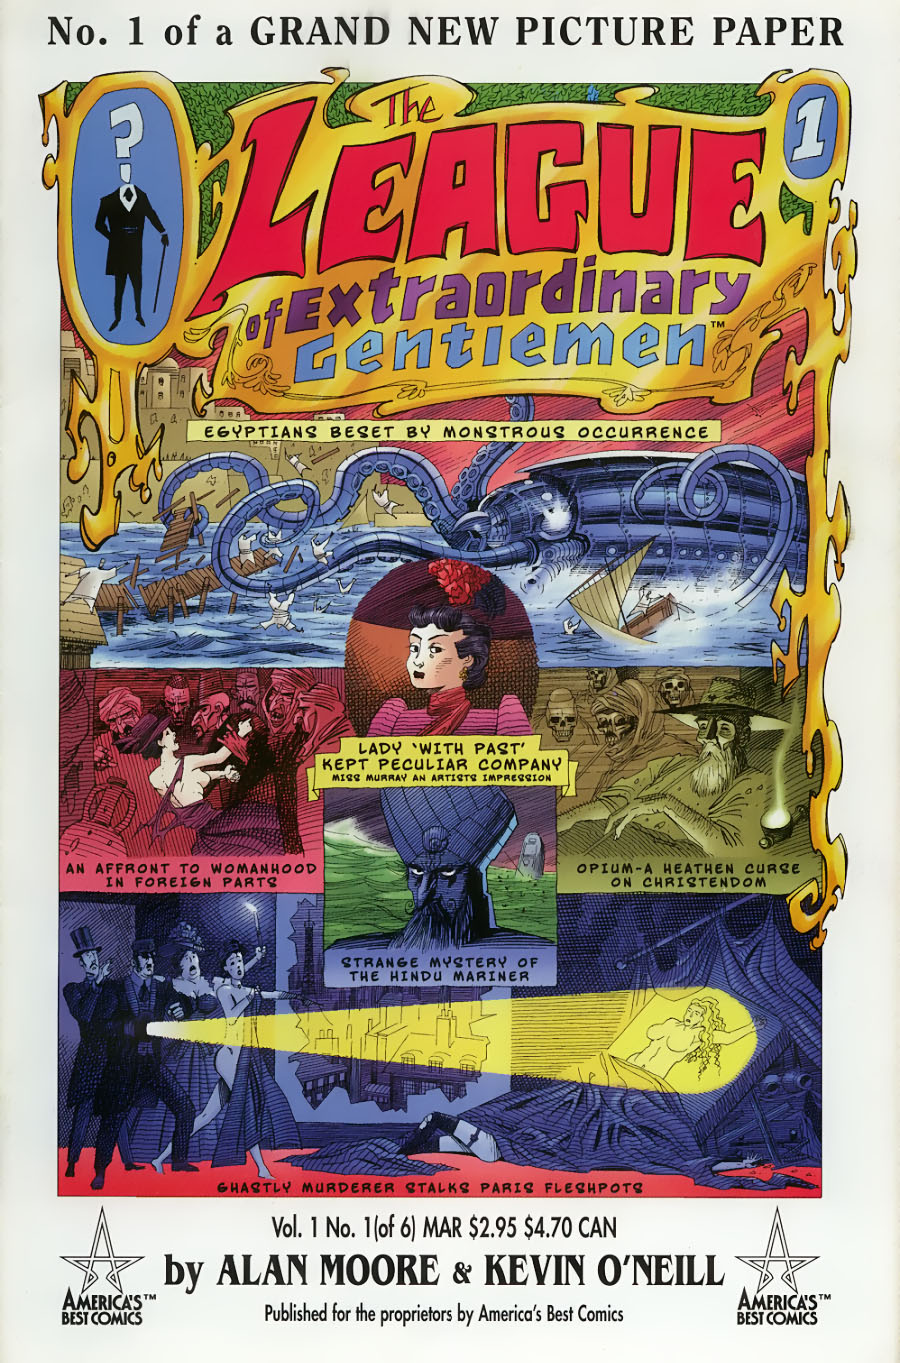 No. 1 of a GRAND NEW PICTURE PAPER
?
1
The
LEAGUE
of Extraordinary
Gentlemen™
EGYPTIANS BESET BY MONSTROUS OCCURRENCE
LADY 'WITH PAST'
KEPT PECULIAR COMPANY
MISS MURRAY AN ARTISTS IMPRESSION
AN AFFRONT TO WOMANHOOD
IN FOREIGN PARTS
OPIUM-A HEATHEN CURSE
ON CHRISTENDOM
STRANGE MYSTERY OF
THE HINDU MARINER
GHASTLY MURDERER STALKS PARIS FLESHPOTS
Vol. 1 No. 1(of 6) MAR $2.95 $4.70 CAN
by ALAN MOORE & KEVIN O'NEILL
Published for the proprietors by America's Best Comics
AMERICA'S™
BEST COMICS
AMERICA'S™
BEST COMICS